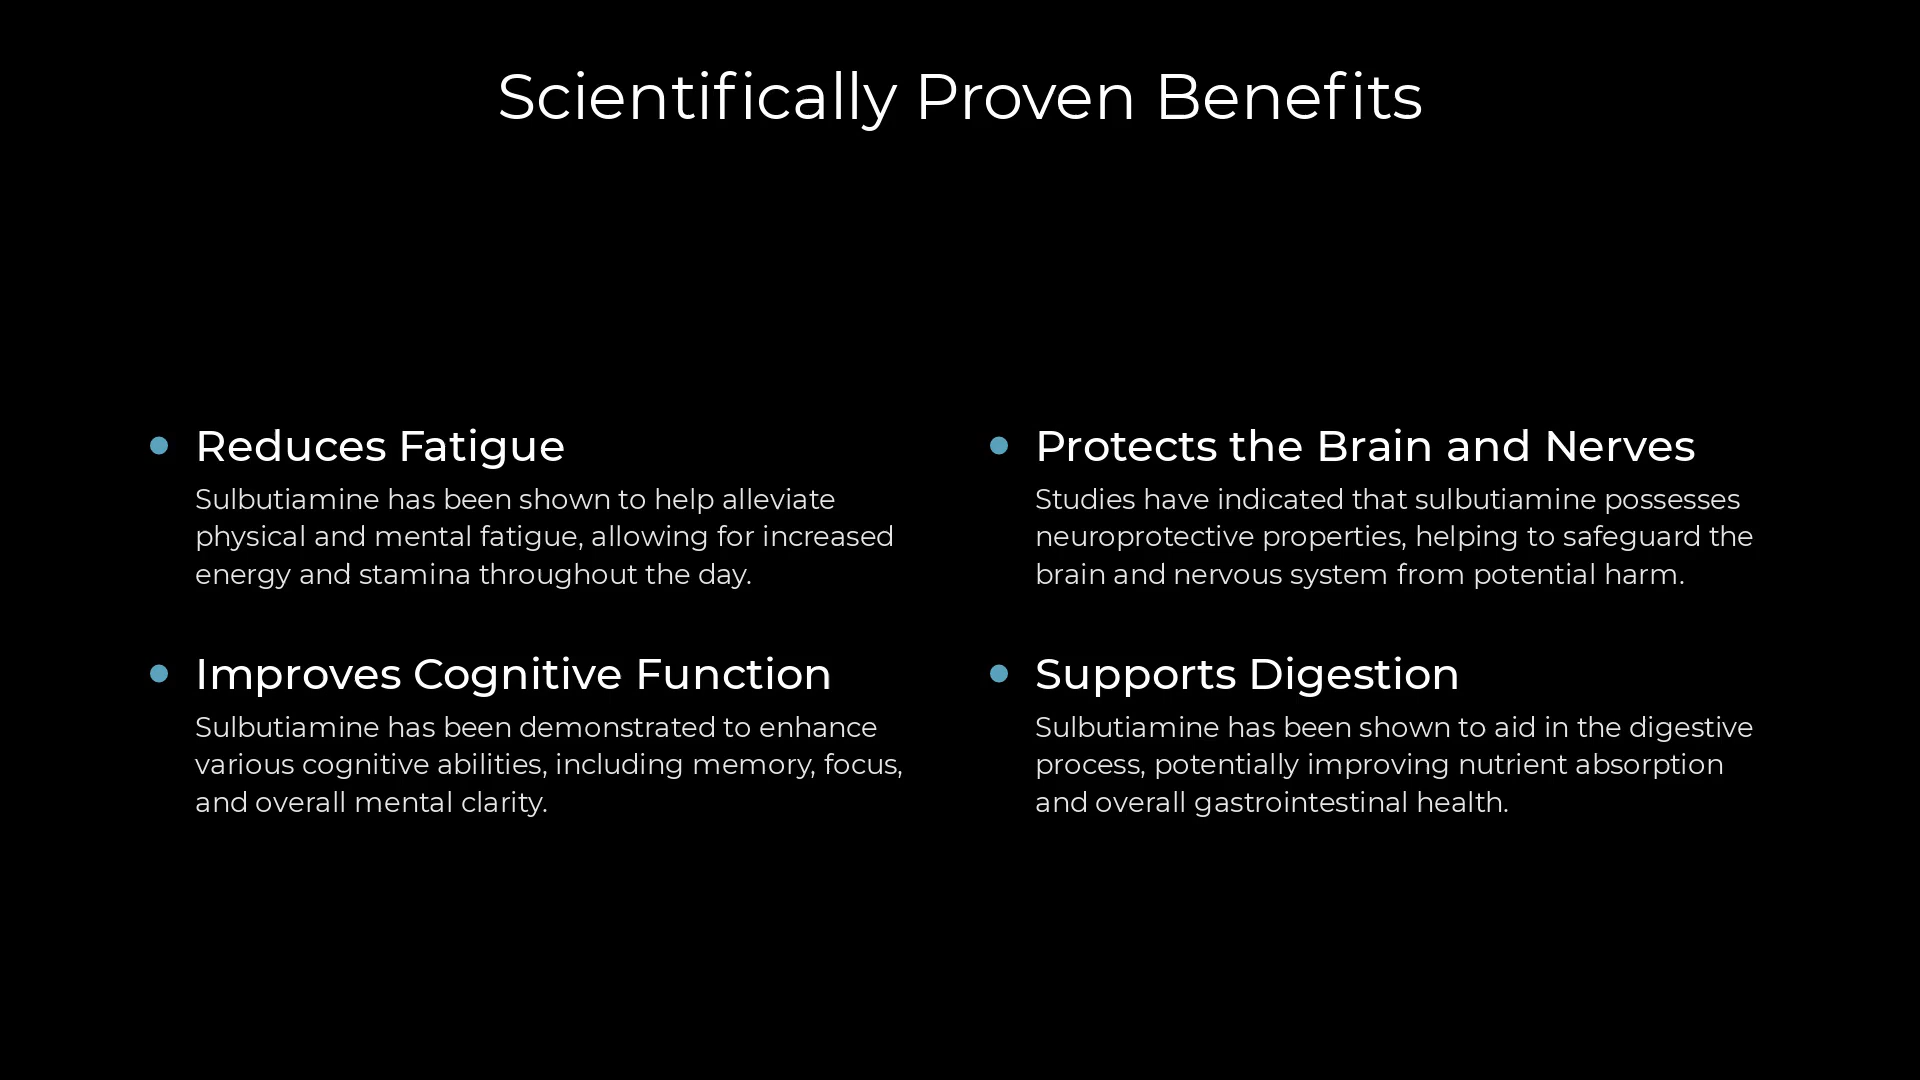 Scientifically Proven Benefits
Reduces Fatigue
Sulbutiamine has been shown to help alleviate
physical and mental fatigue, allowing for increased
energy and stamina throughout the day.
Improves Cognitive Function
Sulbutiamine has been demonstrated to enhance
various cognitive abilities, including memory, focus,
and overall mental clarity.
Protects the Brain and Nerves
Studies have indicated that sulbutiamine possesses
neuroprotective properties, helping to safeguard the
brain and nervous system from potential harm.
Supports Digestion
Sulbutiamine has been shown to aid in the digestive
process, potentially improving nutrient absorption
and overall gastrointestinal health.